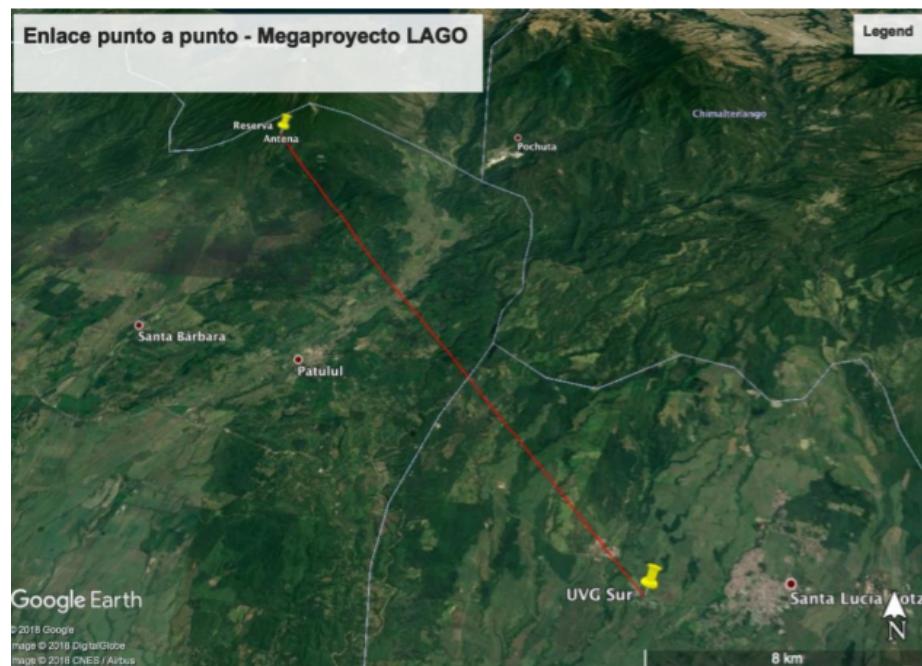 Enlace punto a punto - Megaproyecto LAGO
Legend
Reserva
Antena
Chimaltenango
Pochuta
Santa Bárbara
Patulul
UVG Sur
Santa Lucía Cotz
Google Earth
© 2018 Google
Image © 2018 DigitalGlobe
Image © 2018 CNES / Airbus
N
8 km